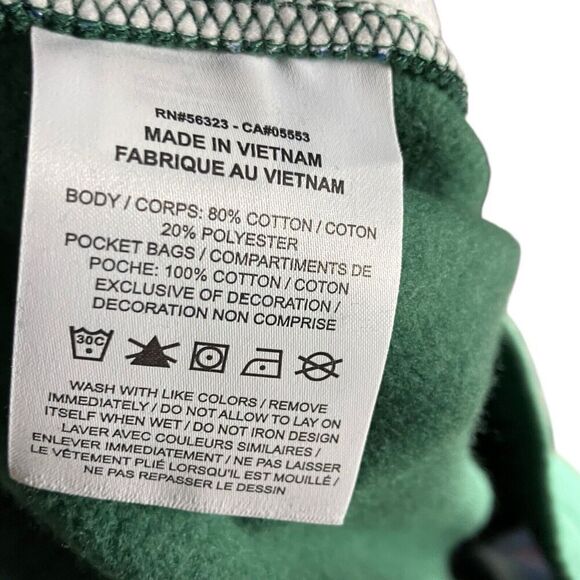 RN#56323 - CA#05553
MADE IN VIETNAM
FABRIQUE AU VIETNAM
BODY / CORPS: 80% COTTON / COTON
20% POLYESTER
POCKET BAGS / COMPARTIMENTS DE
POCHE: 100% COTTON / COTON
EXCLUSIVE OF DECORATION /
DECORATION NON COMPRISE
30C
WASH WITH LIKE COLORS / REMOVE
IMMEDIATELY / DO NOT ALLOW TO LAY ON
ITSELF WHEN WET / DO NOT IRON DESIGN
LAVER AVEC COULEURS SIMILAIRES /
ENLEVER IMMEDIATEMENT / NE PAS LAISSER
LE VÊTEMENT PLIÉ LORSQU'IL EST MOUILLÉ /
NE PAS REPASSER LE DESSIN